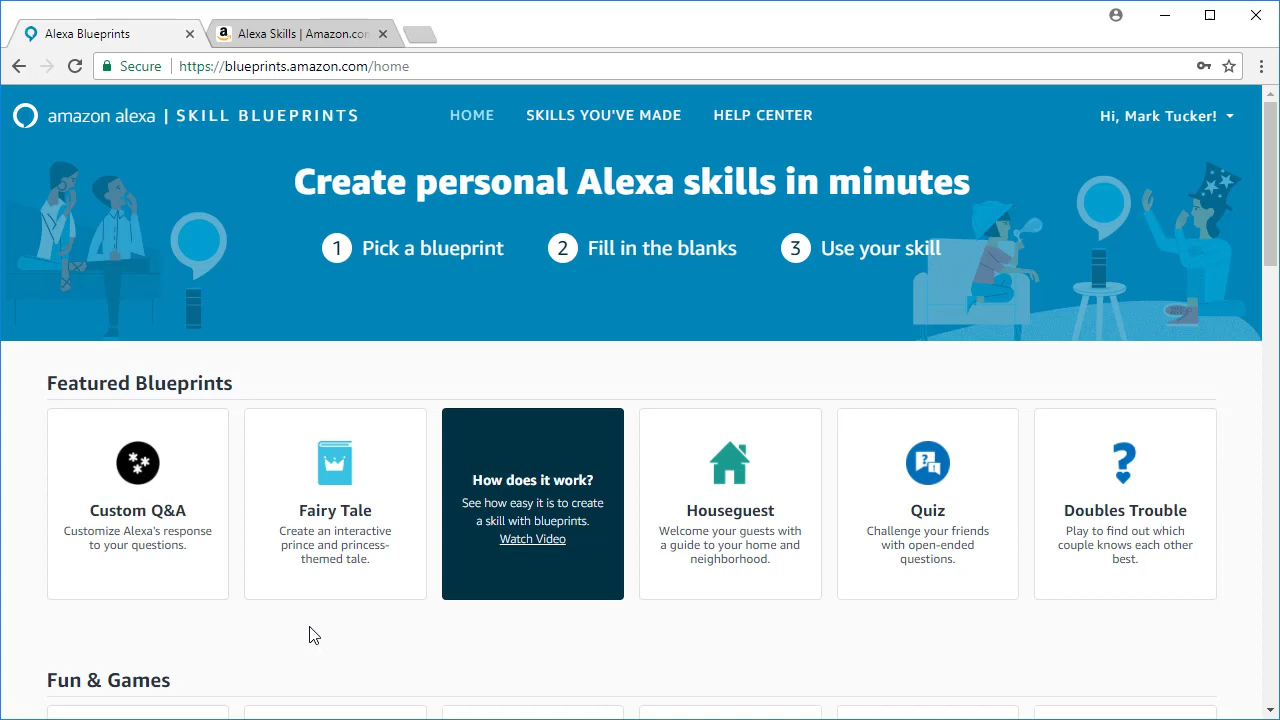 Alexa Blueprints
Alexa Skills | Amazon.con
Secure
https://blueprints.amazon.com/home
amazon alexa | SKILL BLUEPRINTS
HOME
SKILLS YOU'VE MADE
HELP CENTER
Hi, Mark Tucker!
Create personal Alexa skills in minutes
1 Pick a blueprint
2 Fill in the blanks
3 Use your skill
Featured Blueprints
Custom Q&A
Customize Alexa's response
to your questions.
Fairy Tale
Create an interactive
prince and princess-
themed tale.
How does it work?
See how easy it is to create
a skill with blueprints.
Watch Video
Houseguest
Welcome your guests with
a guide to your home and
neighborhood.
Quiz
Challenge your friends
with open-ended
questions.
Doubles Trouble
Play to find out which
couple knows each other
best.
Fun & Games